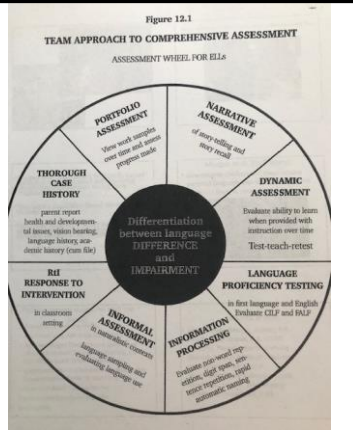 Figure 12.1
TEAM APPROACH TO COMPREHENSIVE ASSESSMENT
ASSESSMENT WHEEL FOR ELLs
PORTFOLIO
ASSESSMENT
View work samples
over time and assess
progress made
NARRATIVE
ASSESSMENT
of story-telling and
story recall
DYNAMIC
ASSESSMENT
Evaluate ability to learn
when provided with
instruction over time
Test-teach-retest
LANGUAGE
PROFICIENCY TESTING
in first language and English
Evaluate CILF and PALF
INFORMATION
PROCESSING
Evaluate non-word rep-
etition, digit span, sen-
tence repetition, rapid
automatic naming
INFORMAL
ASSESSMENT
in naturalistic contexts
language sampling and
evaluating language use
RtI
RESPONSE TO
INTERVENTION
in classroom
setting
THOROUGH
CASE
HISTORY
parent report
health and development-
tal issues, vision hearing,
language history, aca-
demic history (cum file)
Differentiation
between language
DIFFERENCE
and
IMPAIRMENT